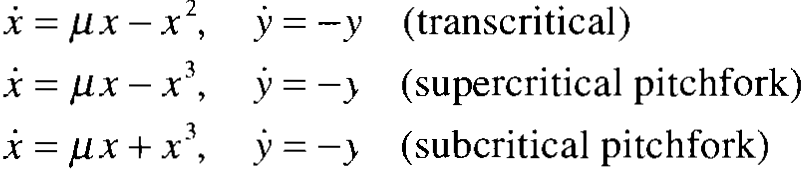 ẋ = μx − x², ẏ = −y (transcritical)
ẋ = μx − x³, ẏ = −y (supercritical pitchfork)
ẋ = μx + x³, ẏ = −y (subcritical pitchfork)